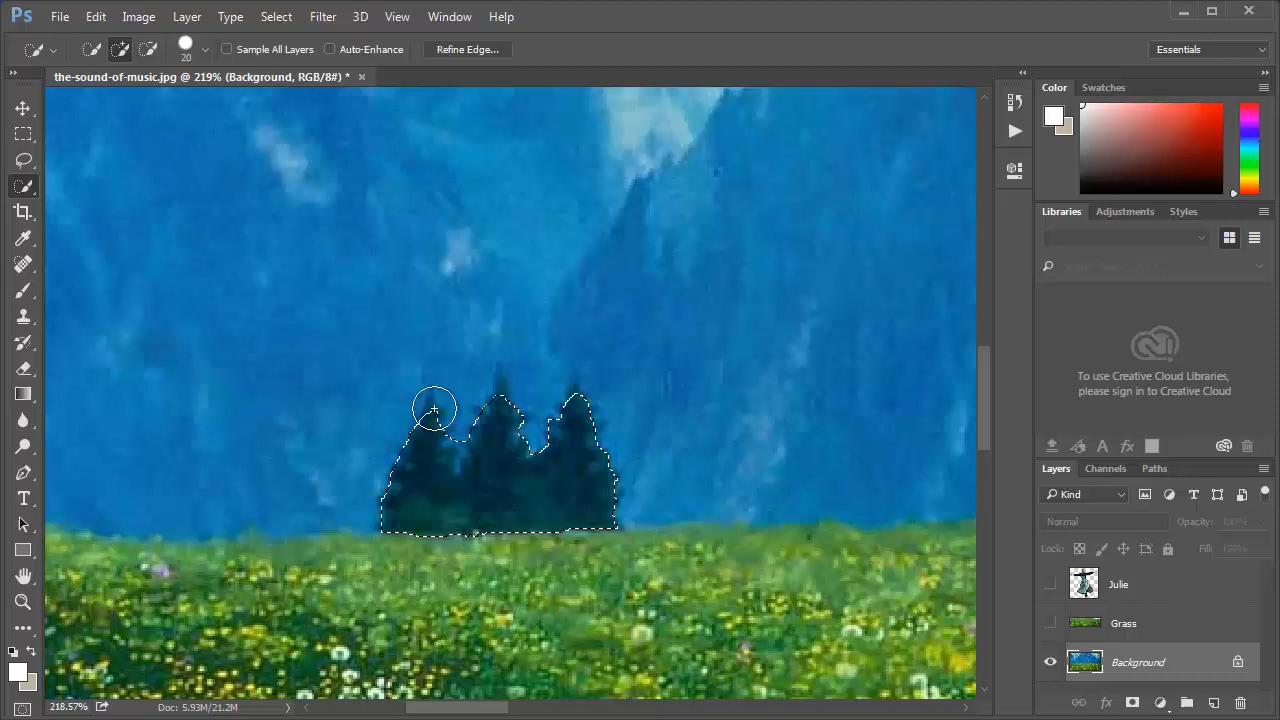 Ps File Edit Image Layer Type Select Filter 3D View Window Help
20 Sample All Layers Auto-Enhance Refine Edge... Essentials
the-sound-of-music.jpg @ 219% (Background, RGB/8#) *
Color Swatches
Libraries Adjustments Styles
To use Creative Cloud Libraries,
please sign in to Creative Cloud
Layers Channels Paths
Kind
Normal Opacity: 100%
Lock: Fill: 100%
Julie
Grass
Background
218.57% Doc: 5.93M/21.2M